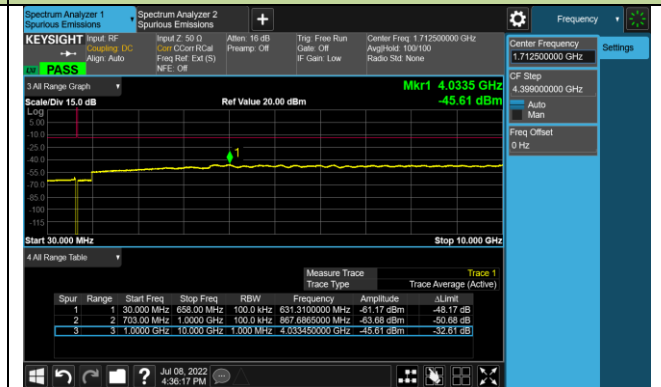 Spectrum Analyzer 1
Spurious Emissions
Spectrum Analyzer 2
Spurious Emissions
+
Frequency
KEYSIGHT
Input: RF
Coupling: DC
Align: Auto
Input Z: 50 Ω
Corr CCorr RCal
Freq Ref: Ext (S)
NFE: Off
Atten: 16 dB
Preamp: Off
Trig: Free Run
Gate: Off
IF Gain: Low
Center Freq: 1.712500000 GHz
Avg|Hold: 100/100
Radio Std: None
PASS
Center Frequency
1.712500000 GHz
Settings
CF Step
4.399000000 GHz
Auto
Man
Freq Offset
0 Hz
3 All Range Graph
Mkr1 4.0335 GHz
Scale/Div 15.0 dB
Ref Value 20.00 dBm
-45.61 dBm
Log
5.00
-10.0
-25.0
-40.0
-55.0
-70.0
-85.0
-100
-115
1
Start 30.000 MHz
Stop 10.000 GHz
4 All Range Table
Measure Trace Trace 1
Trace Type Trace Average (Active)
Spur Range Start Freq Stop Freq RBW Frequency Amplitude ΔLimit
1 1 30.000 MHz 658.00 MHz 100.0 kHz 631.3100000 MHz -61.17 dBm -48.17 dB
2 2 703.00 MHz 1.0000 GHz 100.0 kHz 867.6865000 MHz -63.68 dBm -50.68 dB
3 3 1.0000 GHz 10.000 GHz 1.000 MHz 4.033450000 GHz -45.61 dBm -32.61 dB
?
Jul 08, 2022
4:36:17 PM